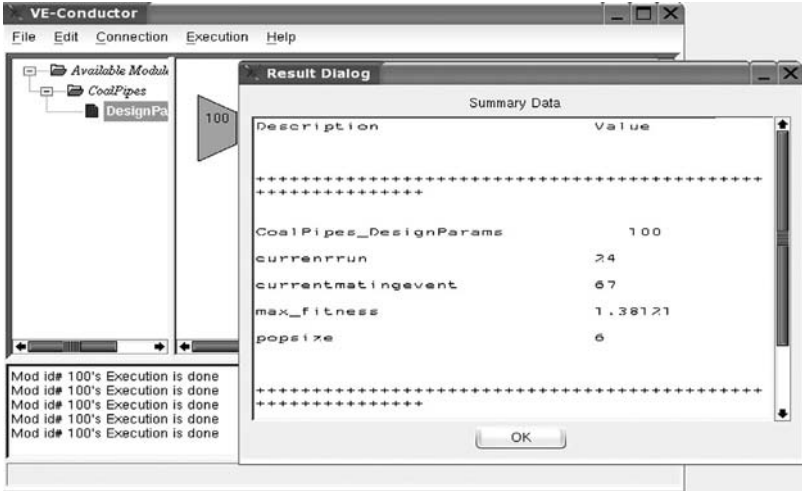 VE-Conductor
File Edit Connection Execution Help
Available Modul
CoalPipes
DesignPa
100
Result Dialog
Summary Data
Description Value
+++++++++++++++++++++++++++++++++++++++++++++
+++++++++++++++
CoalPipes_DesignParams 100
currenrrun 24
currentmatingevent 67
max_fitness 1.38121
popsize 6
+++++++++++++++++++++++++++++++++++++++++++++
+++++++++++++++
OK
Mod id# 100's Execution is done
Mod id# 100's Execution is done
Mod id# 100's Execution is done
Mod id# 100's Execution is done
Mod id# 100's Execution is done